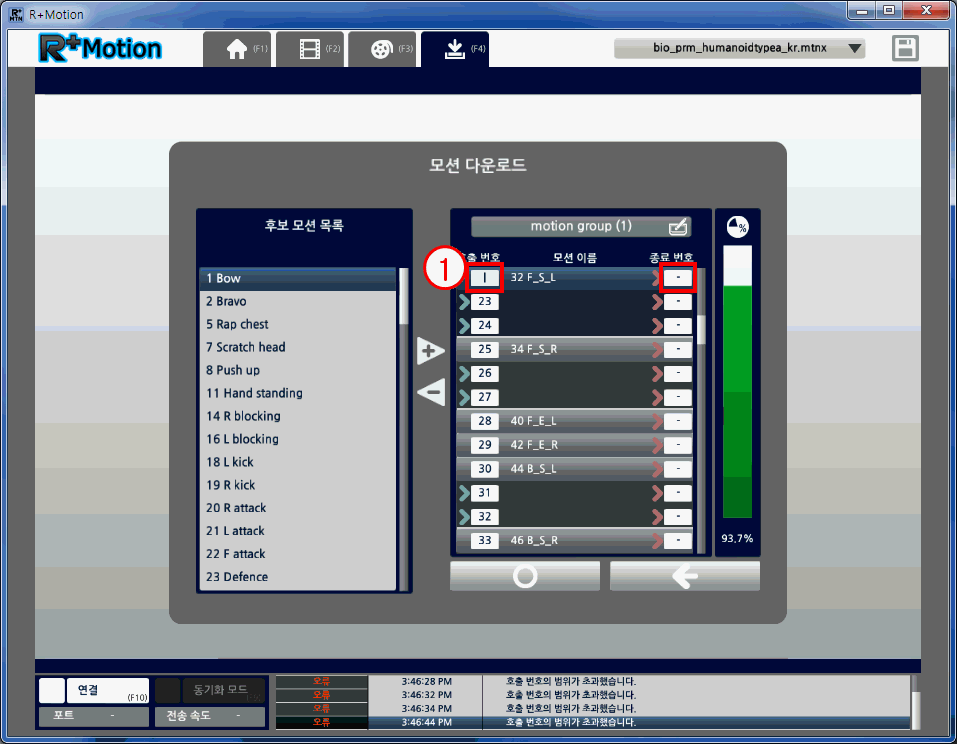 R+Motion
R+Motion
(F1)
(F2)
(F3)
(F4)
bio_prm_humanoidtypea_kr.mtnx
모션 다운로드
후보 모션 목록
1 Bow
2 Bravo
5 Rap chest
7 Scratch head
8 Push up
11 Hand standing
14 R blocking
16 L blocking
18 L kick
19 R kick
20 R attack
21 L attack
22 F attack
23 Defence
motion group (1)
호출 번호 모션 이름 종료 번호
1
32 F_S_L -
23 -
24 -
25 34 F_S_R -
26 -
27 -
28 40 F_E_L -
29 42 F_E_R -
30 44 B_S_L -
31 -
32 -
33 46 B_S_R -
%
93.7%
연결 (F10)
동기화 모드
포트 -
전송 속도 -
오류 3:46:28 PM 호출 번호의 범위가 초과했습니다.
오류 3:46:32 PM 호출 번호의 범위가 초과했습니다.
오류 3:46:34 PM 호출 번호의 범위가 초과했습니다.
오류 3:46:44 PM 호출 번호의 범위가 초과했습니다.